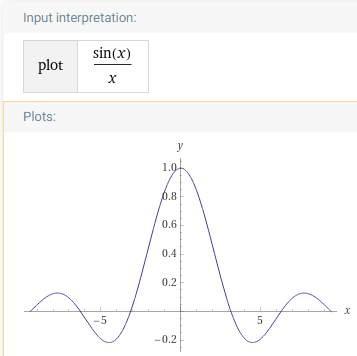 Input interpretation:
plot
sin(x)
x
Plots:
y
1.0
0.8
0.6
0.4
0.2
-5
5
x
-0.2